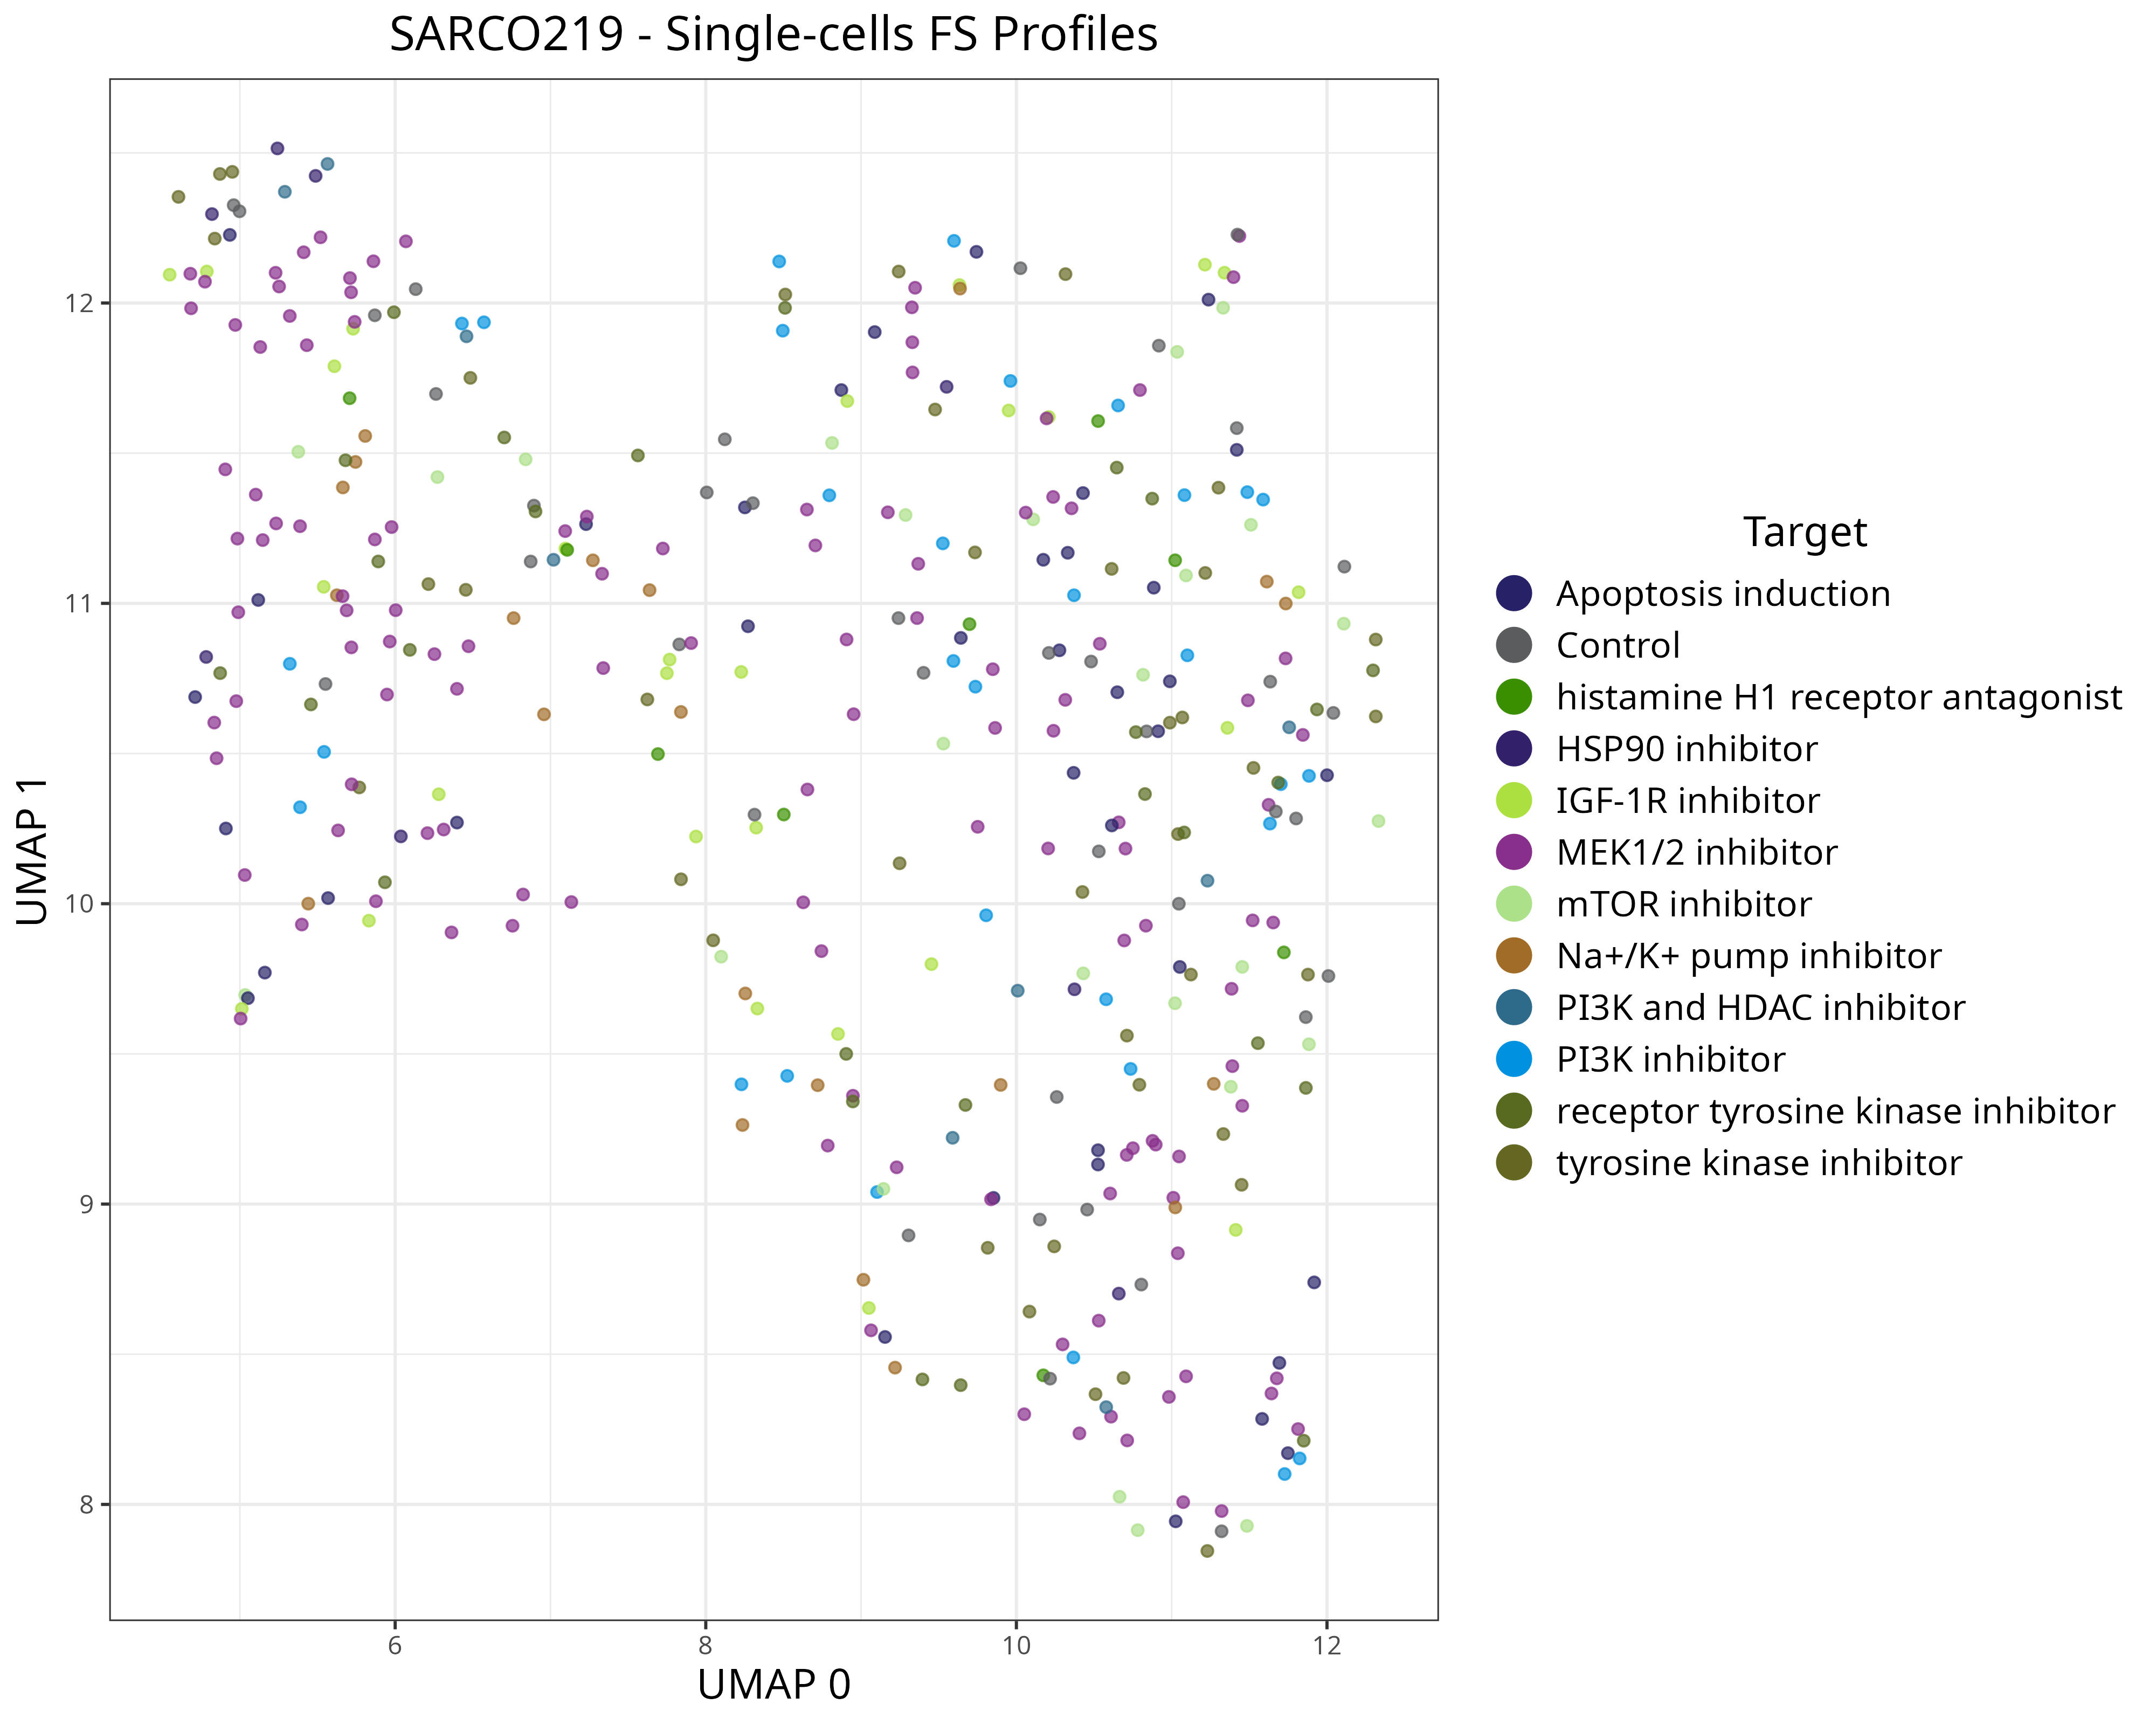 SARCO219 - Single-cells FS Profiles
12
11
10
9
8
UMAP 1
6
8
10
12
UMAP 0
Target
Apoptosis induction
Control
histamine H1 receptor antagonist
HSP90 inhibitor
IGF-1R inhibitor
MEK1/2 inhibitor
mTOR inhibitor
Na+/K+ pump inhibitor
PI3K and HDAC inhibitor
PI3K inhibitor
receptor tyrosine kinase inhibitor
tyrosine kinase inhibitor